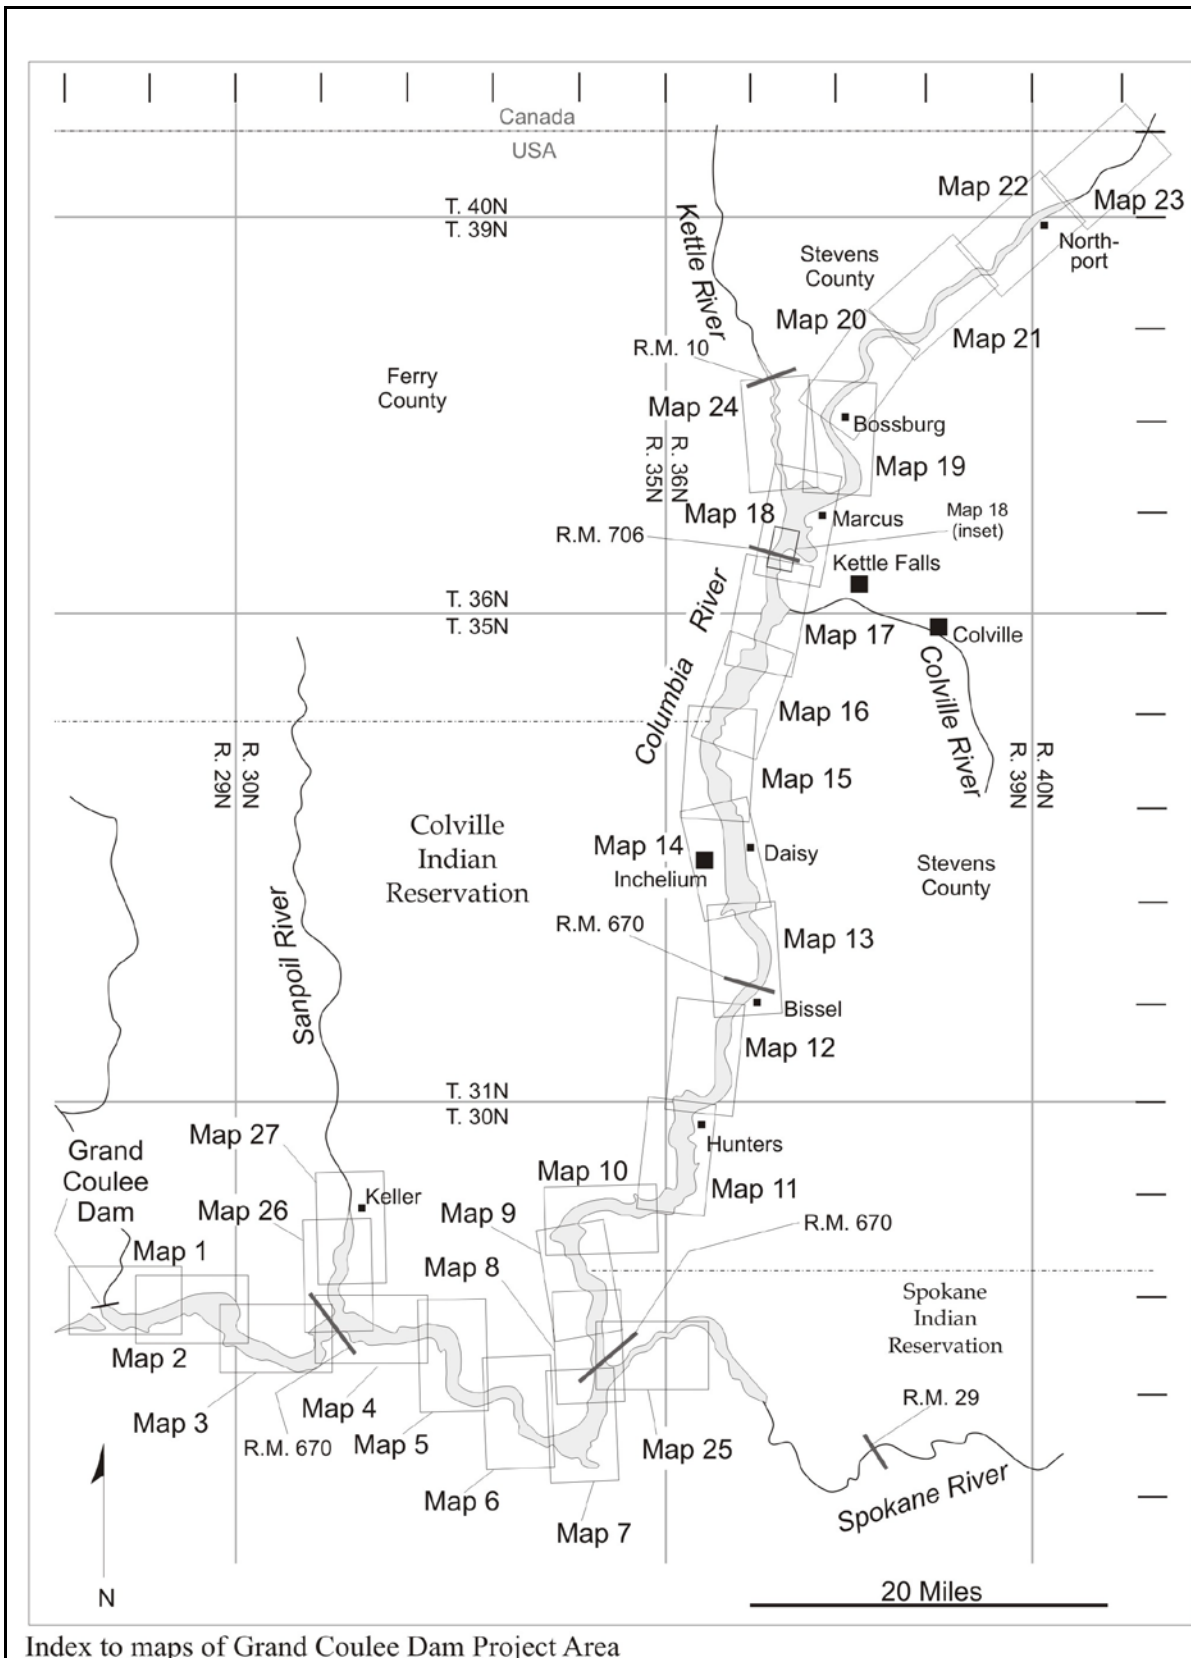 Canada
USA
Map 22
Map 23
T. 40N
T. 39N
Kettle River
North-
port
Stevens
County
Map 20
Map 21
R.M. 10
Ferry
County
Map 24
Bossburg
R. 35N
R. 36N
Map 19
Map 18
Marcus
Map 18
(inset)
R.M. 706
Kettle Falls
T. 36N
T. 35N
Columbia River
Map 17
Colville
Colville River
Map 16
R. 29N
R. 30N
R. 39N
R. 40N
Map 15
Colville
Indian
Reservation
Map 14
Inchelium
Daisy
Stevens
County
Sanpoil River
R.M. 670
Map 13
Bissel
Map 12
T. 31N
T. 30N
Grand
Coulee
Dam
Map 27
Hunters
Map 10
Map 11
Map 26
Keller
Map 9
R.M. 670
Map 1
Map 8
Spokane
Indian
Reservation
Map 2
Map 3
Map 4
R.M. 29
R.M. 670
Map 5
Map 25
Map 6
Spokane River
Map 7
N
20 Miles
Index to maps of Grand Coulee Dam Project Area